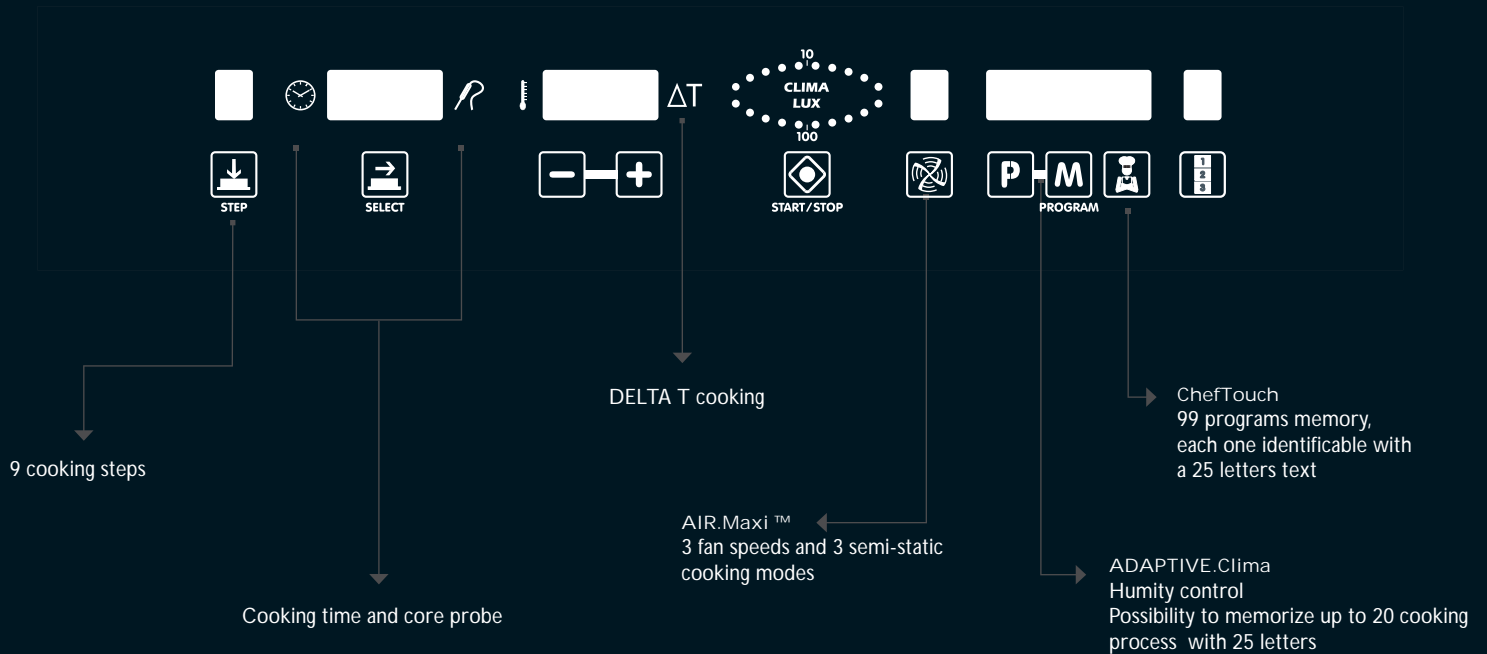 10
CLIMA
LUX
100
ΔT
STEP
SELECT
START/STOP
P
M
PROGRAM
1
2
3
DELTA T cooking
ChefTouch
99 programs memory,
each one identificable with
a 25 letters text
9 cooking steps
AIR.Maxi ™
3 fan speeds and 3 semi-static
cooking modes
ADAPTIVE.Clima
Humity control
Possibility to memorize up to 20 cooking
process with 25 letters
Cooking time and core probe